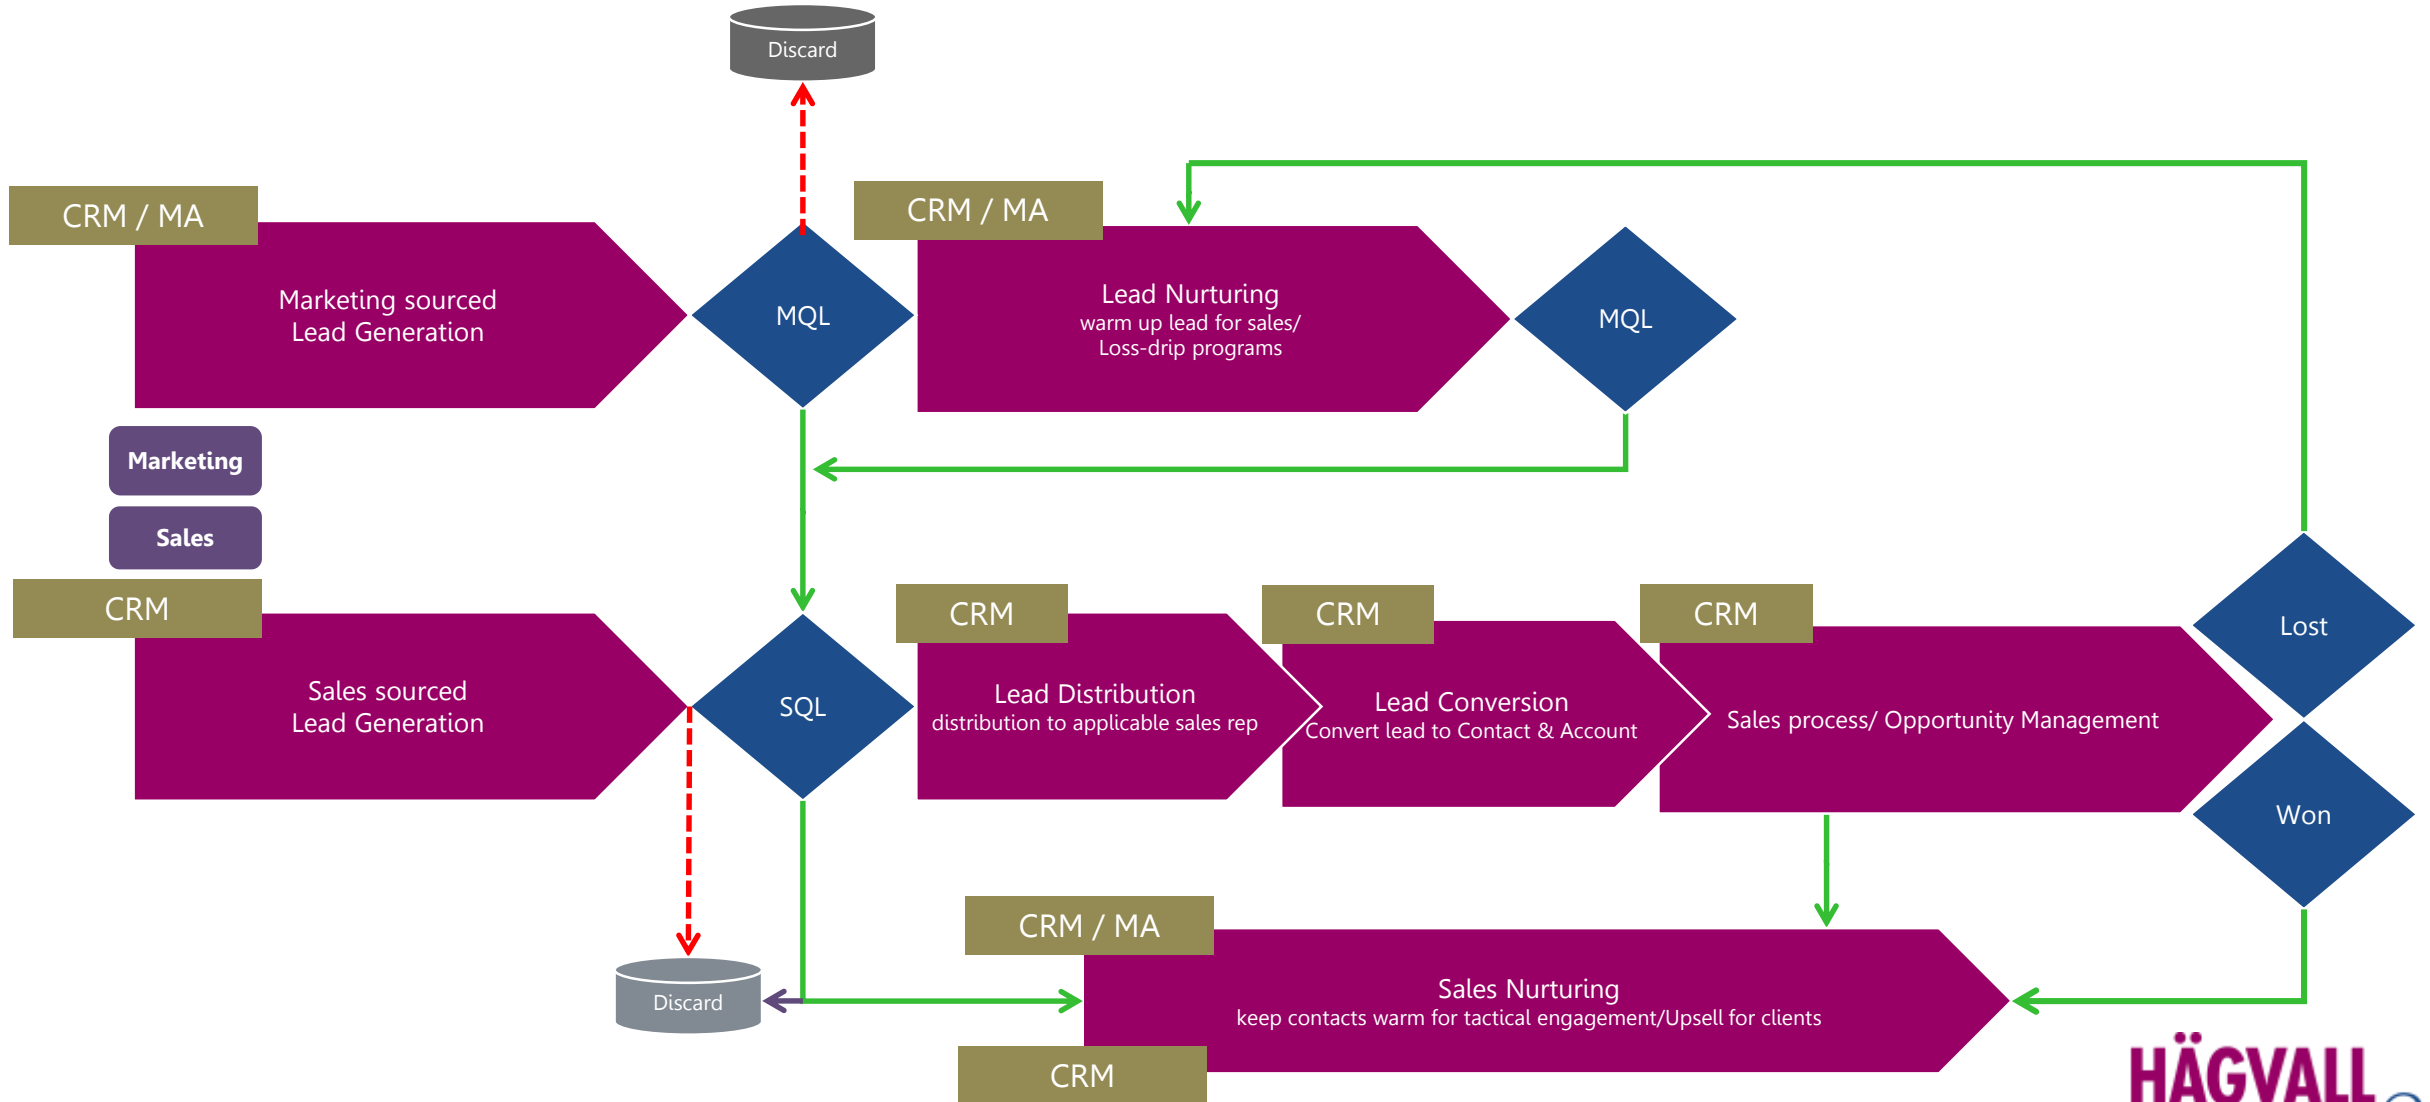 Discard
CRM / MA
CRM / MA
Marketing sourced
Lead Generation
MQL
Lead Nurturing
warm up lead for sales/
Loss-drip programs
MQL
Marketing
Sales
CRM
CRM
CRM
CRM
Sales sourced
Lead Generation
SQL
Lead Distribution
distribution to applicable sales rep
Lead Conversion
Convert lead to Contact & Account
Sales process/ Opportunity Management
Lost
Won
CRM / MA
Discard
Sales Nurturing
keep contacts warm for tactical engagement/Upsell for clients
CRM
HÄGVALL